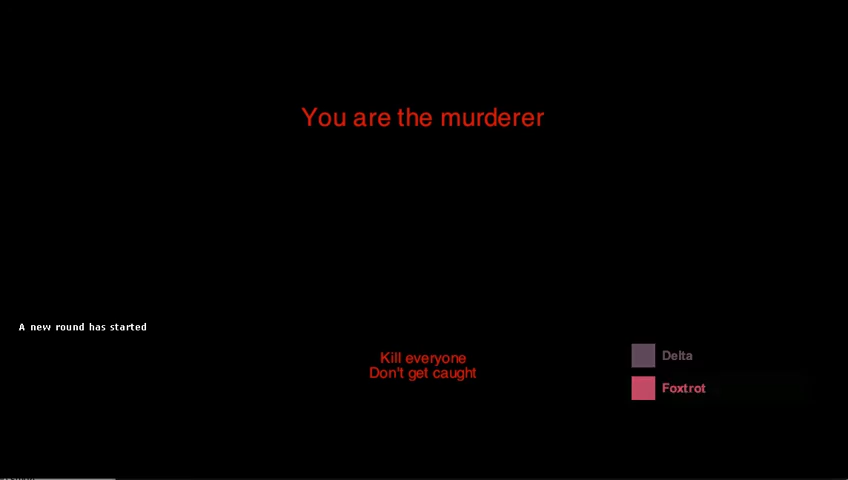 You are the murderer
A new round has started
Kill everyone
Don't get caught
Delta
Foxtrot